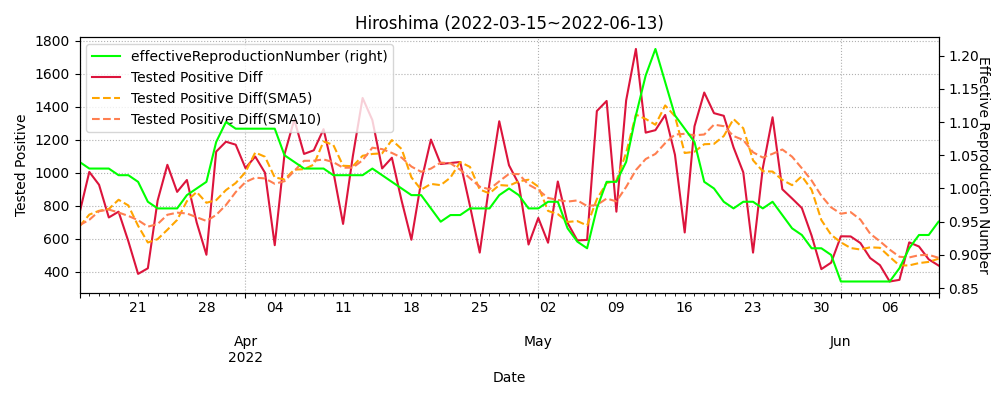 Hiroshima (2022-03-15~2022-06-13)
effectiveReproductionNumber (right)
Tested Positive Diff
Tested Positive Diff(SMA5)
Tested Positive Diff(SMA10)
Tested Positive
1800
1600
1400
1200
1000
800
600
400
1.20
1.15
1.10
1.05
1.00
0.95
0.90
0.85
Effective Reproduction Number
21 28 04 11 18 25 02 09 16 23 30 06
Apr May Jun
2022
Date